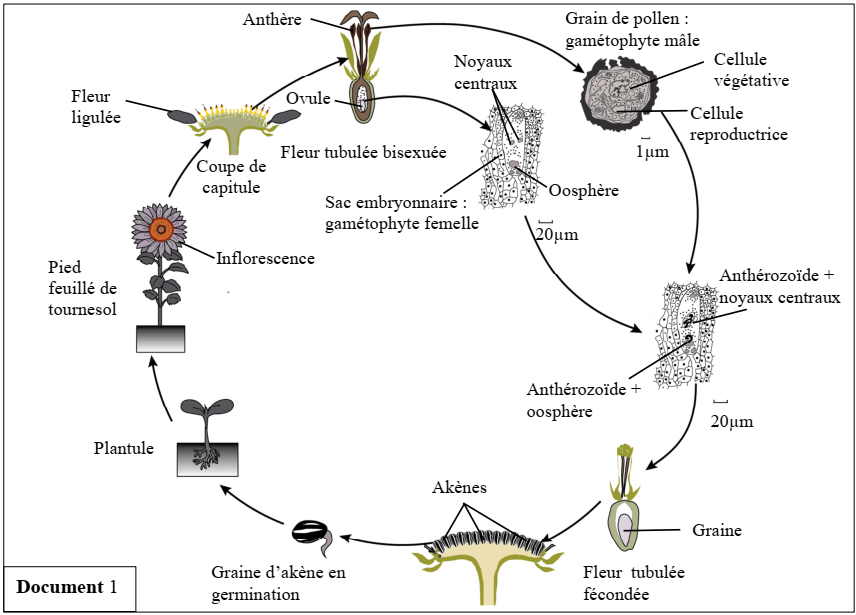 Anthère
Grain de pollen :
gamétophyte mâle
Cellule
végétative
Cellule
reproductrice
1µm
Noyaux
centraux
Ovule
Fleur
ligulée
Coupe de
capitule
Fleur tubulée bisexuée
Sac embryonnaire :
gamétophyte femelle
Oosphère
20µm
Inflorescence
Pied
feuillé de
tournesol
Anthérozoïde +
noyaux centraux
Anthérozoïde +
oosphère
20µm
Plantule
Akènes
Graine
Graine d'akène en
germination
Fleur tubulée
fécondée
Document 1